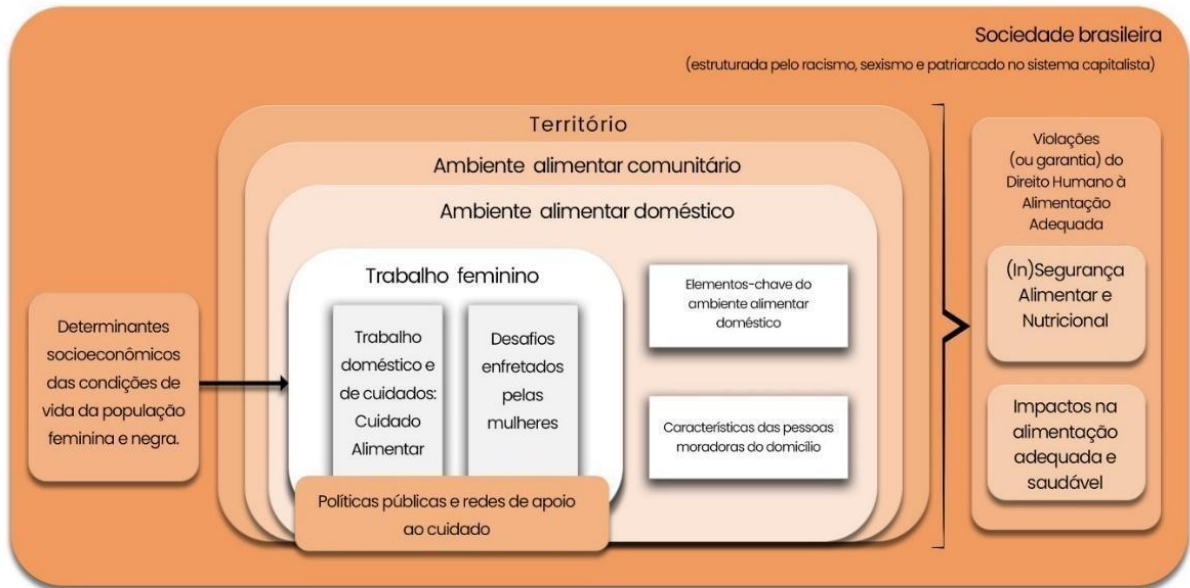 Sociedade brasileira
(estruturada pelo racismo, sexismo e patriarcado no sistema capitalista)
Território
Ambiente alimentar comunitário
Ambiente alimentar doméstico
Trabalho feminino
Determinantes
socioeconômicos
das condições de
vida da população
feminina e negra.
Trabalho
doméstico e
de cuidados:
Cuidado
Alimentar
Desafios
enfretados
pelas
mulheres
Políticas públicas e redes de apoio
ao cuidado
Elementos-chave do
ambiente alimentar
doméstico
Características das pessoas
moradoras do domicílio
Violações
(ou garantia) do
Direito Humano à
Alimentação
Adequada
(In)Segurança
Alimentar e
Nutricional
Impactos na
alimentação
adequada e
saudável